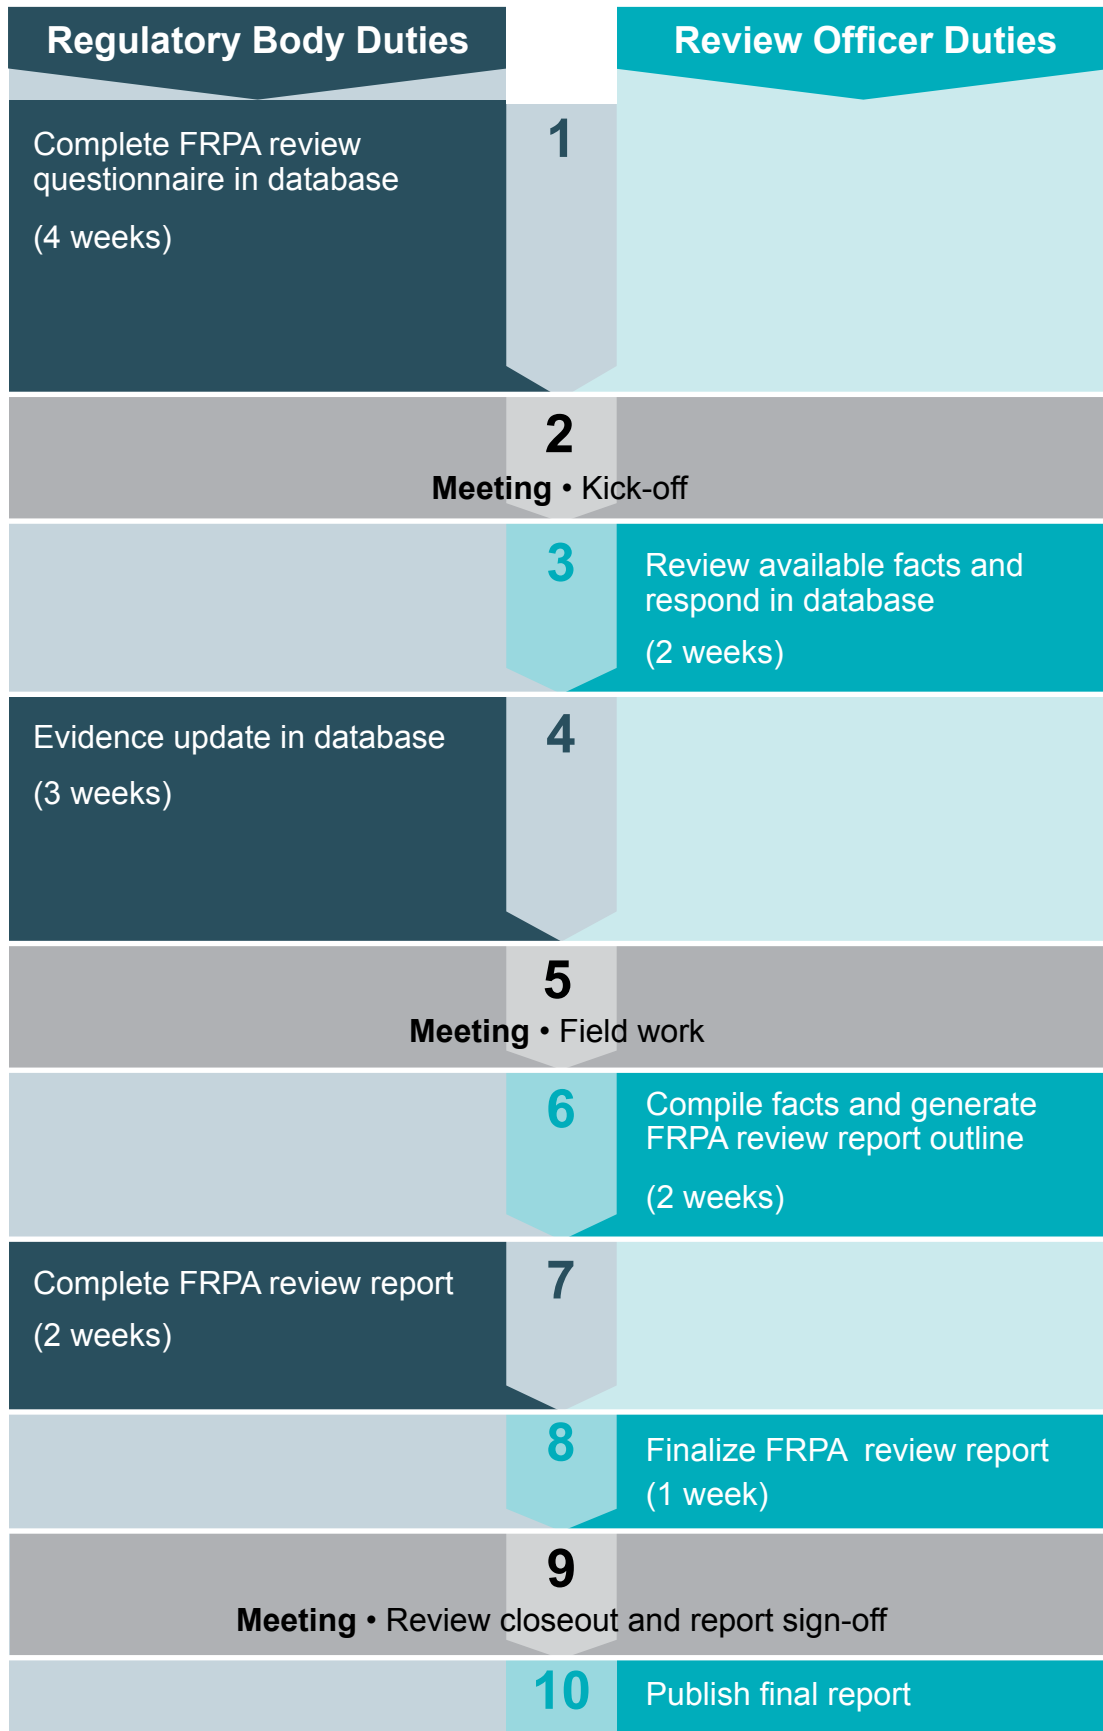 Regulatory Body Duties
Review Officer Duties
1
Complete FRPA review
questionnaire in database
(4 weeks)
2
Meeting • Kick-off
3
Review available facts and
respond in database
(2 weeks)
4
Evidence update in database
(3 weeks)
5
Meeting • Field work
6
Compile facts and generate
FRPA review report outline
(2 weeks)
7
Complete FRPA review report
(2 weeks)
8
Finalize FRPA  review report
(1 week)
9
Meeting • Review closeout and report sign-off
10
Publish final report